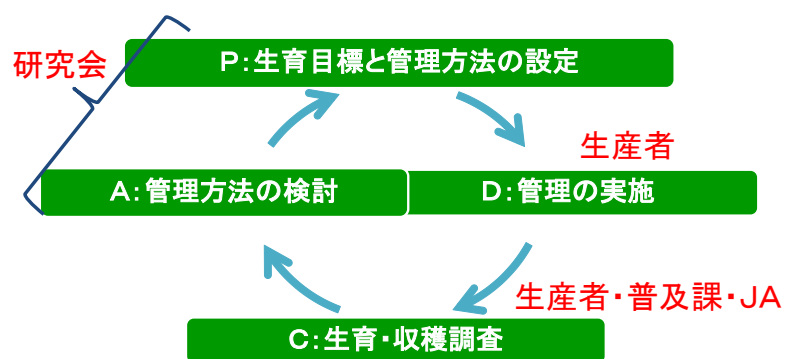 研究会
P:生育目標と管理方法の設定
生産者
A:管理方法の検討
D:管理の実施
生産者・普及課・JA
C:生育・収穫調査